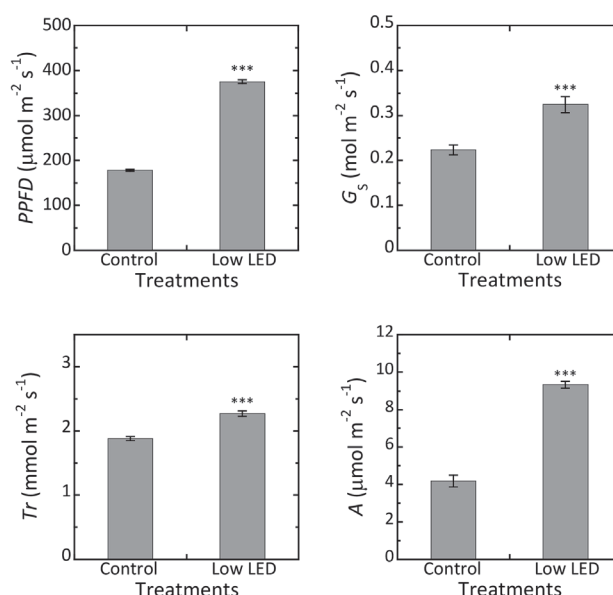 PPFD (μmol m⁻² s⁻¹)
500
400
300
200
100
0
***
Control
Low LED
Treatments
Gₛ (mol m⁻² s⁻¹)
0.5
0.4
0.3
0.2
0.1
0
***
Control
Low LED
Treatments
Tr (mmol m⁻² s⁻¹)
3
2
1
0
***
Control
Low LED
Treatments
A (μmol m⁻² s⁻¹)
12
10
8
6
4
2
0
***
Control
Low LED
Treatments